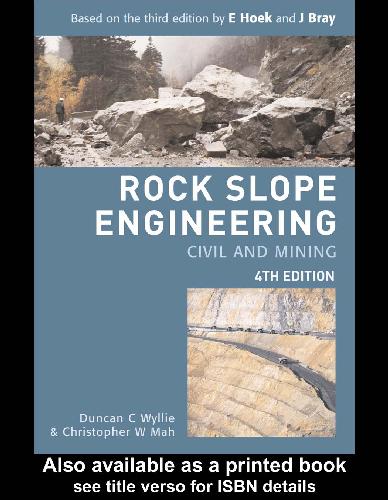 Based on the third edition by E Hoek and J Bray
ROCK SLOPE
ENGINEERING
CIVIL AND MINING
4TH EDITION
Duncan C Wyllie
& Christopher W Mah
Also available as a printed book
see title verso for ISBN details